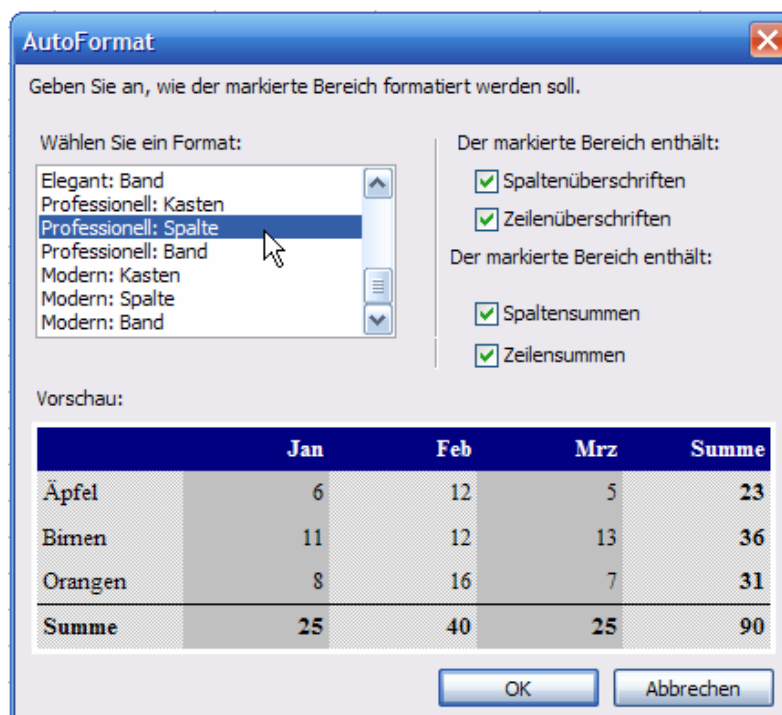 AutoFormat
Geben Sie an, wie der markierte Bereich formatiert werden soll.
Wählen Sie ein Format:
Elegant: Band
Professionell: Kasten
Professionell: Spalte
Professionell: Band
Modern: Kasten
Modern: Spalte
Modern: Band
Der markierte Bereich enthält:
Spaltenüberschriften
Zeilenüberschriften
Der markierte Bereich enthält:
Spaltensummen
Zeilensummen
Vorschau:
Jan Feb Mrz Summe
Äpfel 6 12 5 23
Birnen 11 12 13 36
Orangen 8 16 7 31
Summe 25 40 25 90
OK Abbrechen